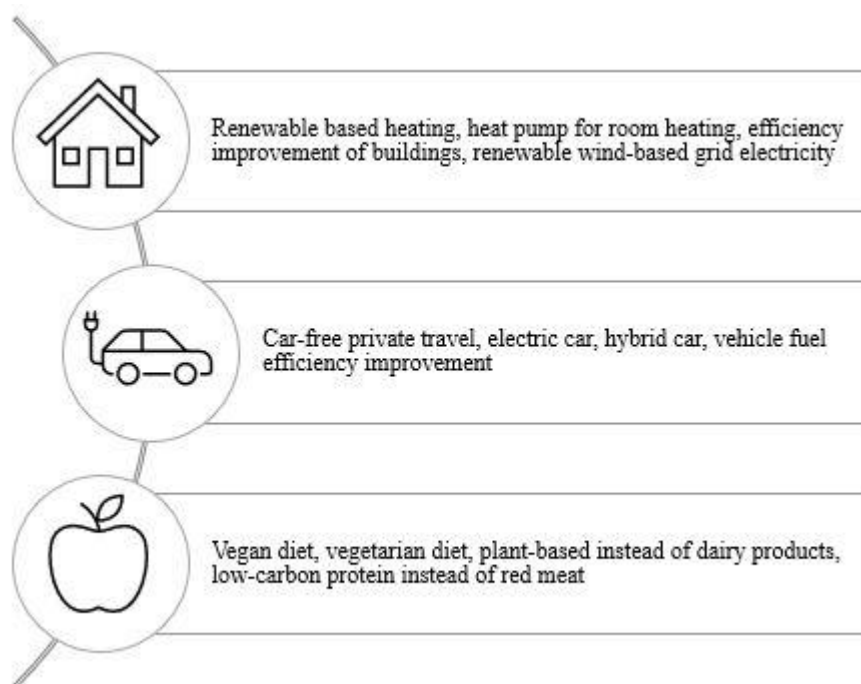 Renewable based heating, heat pump for room heating, efficiency
improvement of buildings, renewable wind-based grid electricity
Car-free private travel, electric car, hybrid car, vehicle fuel
efficiency improvement
Vegan diet, vegetarian diet, plant-based instead of dairy products,
low-carbon protein instead of red meat